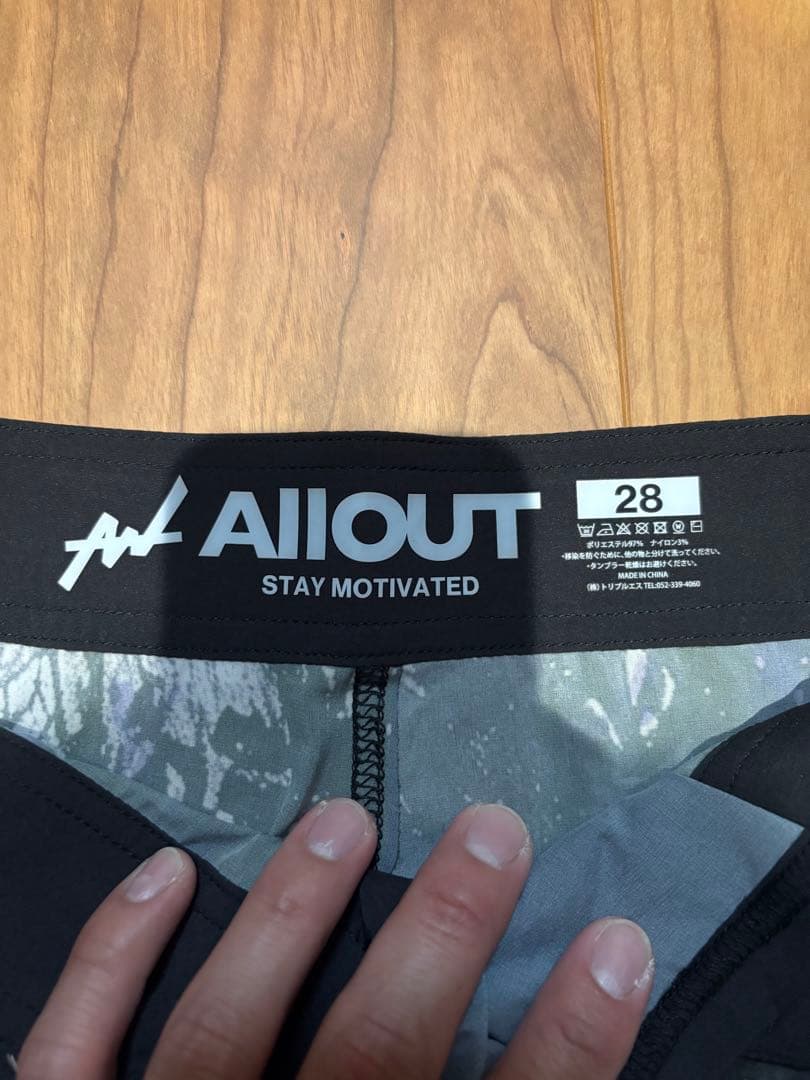 AllOUT
STAY MOTIVATED
28
ポリエステル97% ナイロン3%
・移染を防ぐために、他の物と分けて洗ってください。
・タンブラー乾燥はお避けください。
MADE IN CHINA
(株)トリプルエス TEL:052-339-4060